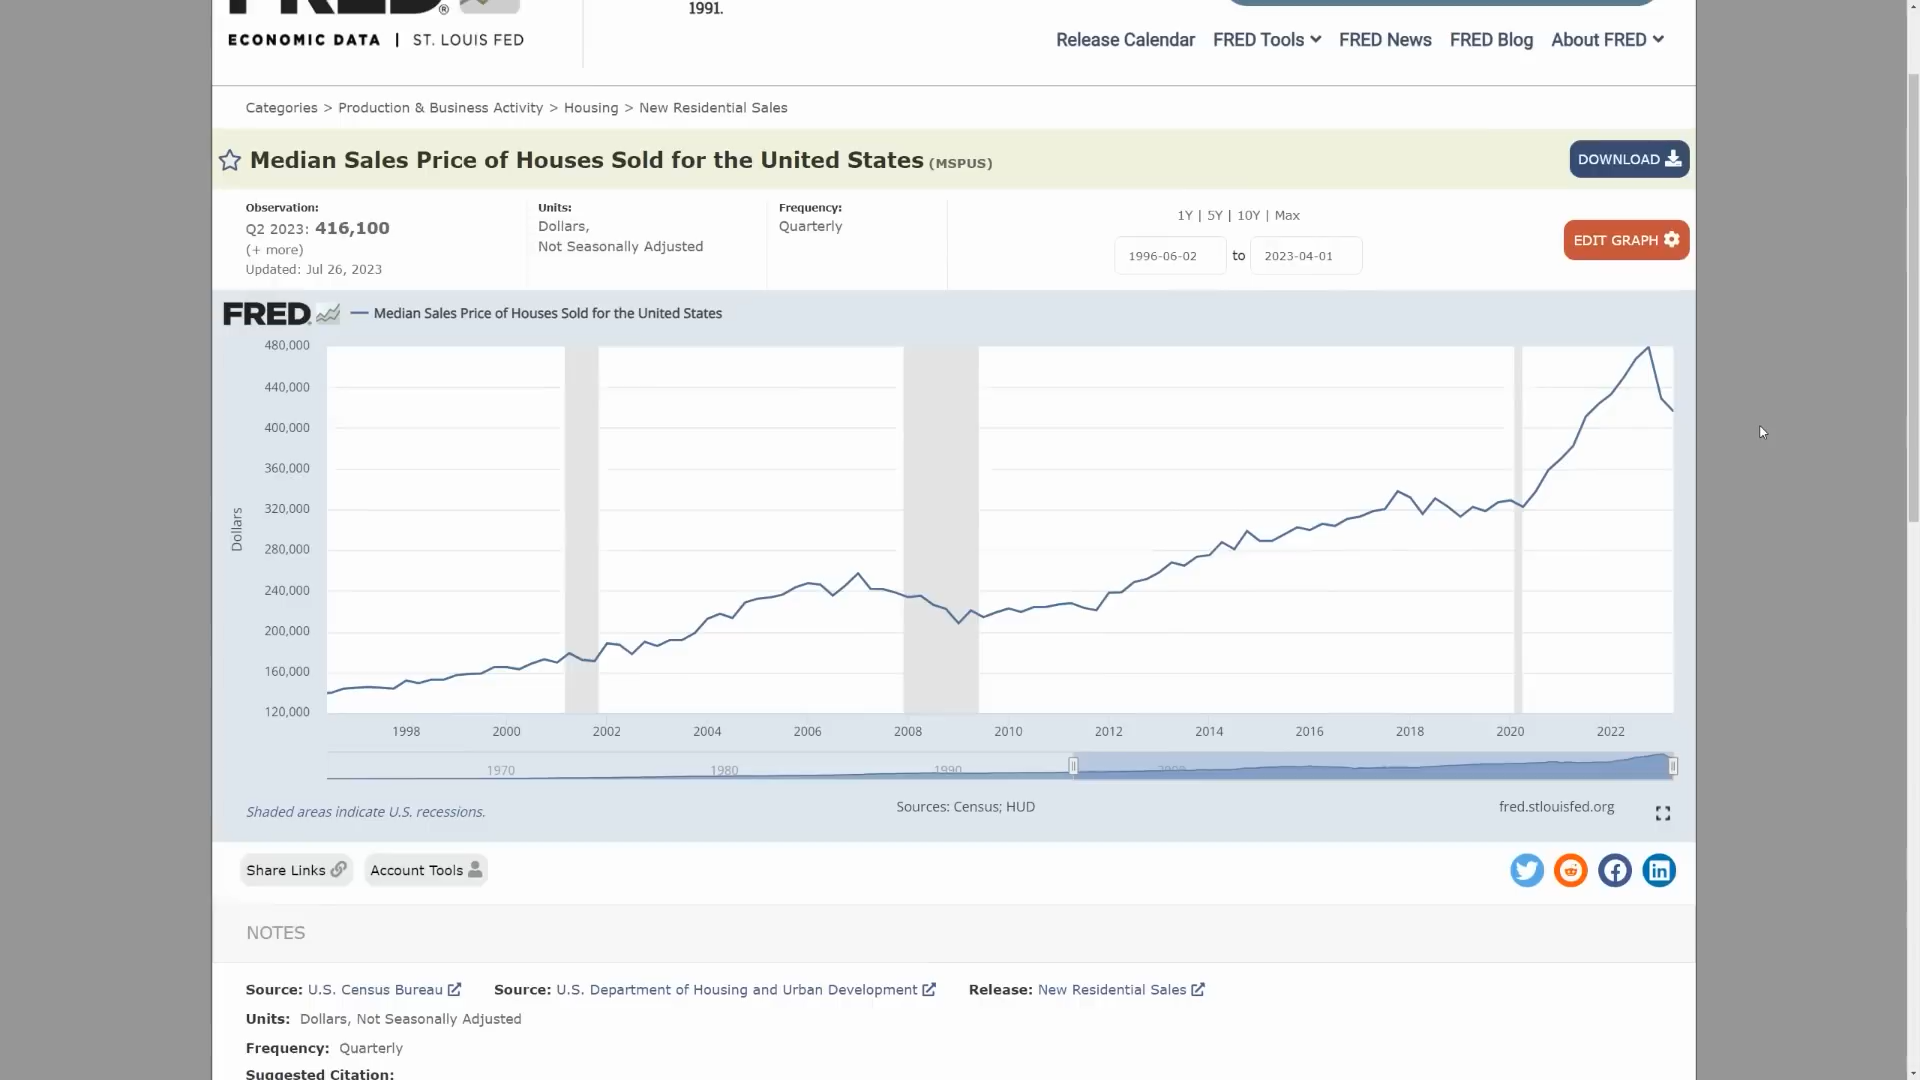 FRED®
1991.
ECONOMIC DATA | ST. LOUIS FED
Release Calendar FRED Tools FRED News FRED Blog About FRED
Categories > Production & Business Activity > Housing > New Residential Sales
Median Sales Price of Houses Sold for the United States (MSPUS)
DOWNLOAD
Observation:
Q2 2023: 416,100
(+ more)
Updated: Jul 26, 2023
Units:
Dollars,
Not Seasonally Adjusted
Frequency:
Quarterly
1Y | 5Y | 10Y | Max
1996-06-02 to 2023-04-01
EDIT GRAPH
FRED Median Sales Price of Houses Sold for the United States
480,000
440,000
400,000
360,000
320,000
280,000
240,000
200,000
160,000
120,000
Dollars
1998 2000 2002 2004 2006 2008 2010 2012 2014 2016 2018 2020 2022
1970 1980 1990 2000
Shaded areas indicate U.S. recessions.
Sources: Census; HUD
fred.stlouisfed.org
Share Links Account Tools
NOTES
Source: U.S. Census Bureau Source: U.S. Department of Housing and Urban Development Release: New Residential Sales
Units: Dollars, Not Seasonally Adjusted
Frequency: Quarterly
Suggested Citation: